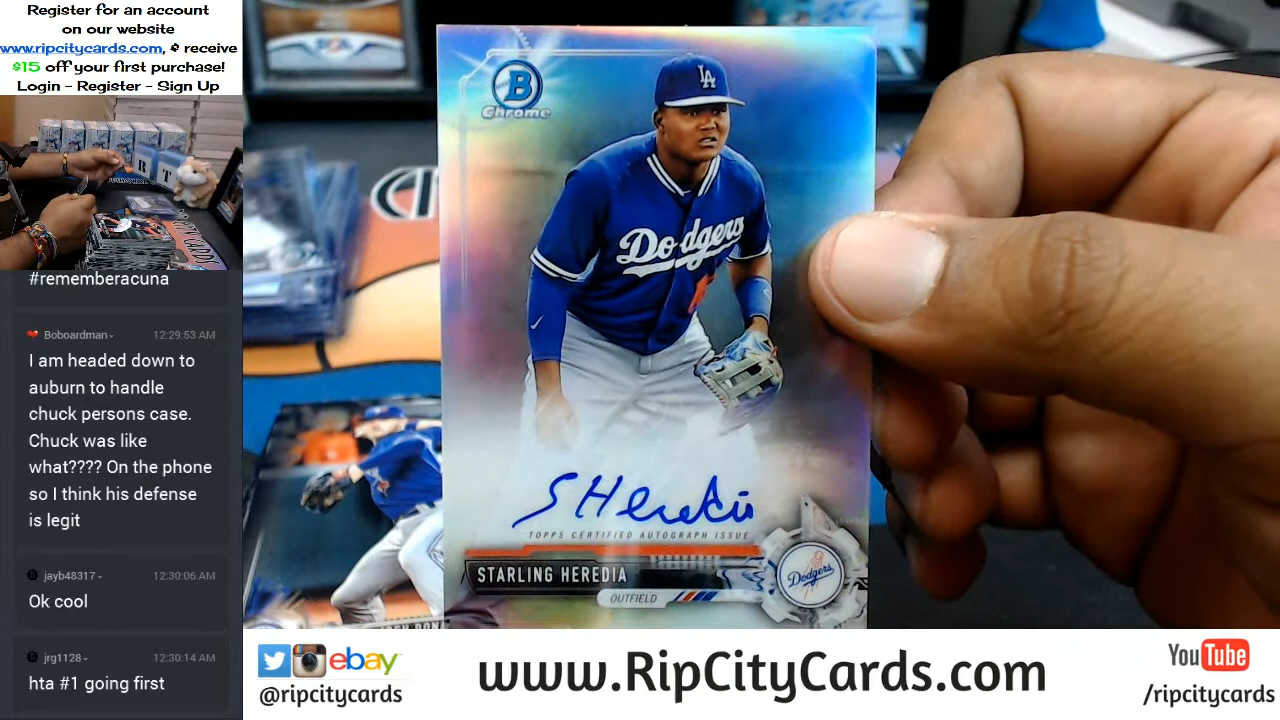 Register for an account
on our website
www.ripcitycards.com, & receive
$15 off your first purchase!
Login - Register - Sign Up
#rememberacuna
Boboardman 12:29:53 AM
I am headed down to
auburn to handle
chuck persons case.
Chuck was like
what???? On the phone
so I think his defense
is legit
jayb48317 12:30:06 AM
Ok cool
jrg1128 12:30:14 AM
hta #1 going first
B
Chrome
LA
Dodgers
S Heredia
TOPPS CERTIFIED AUTOGRAPH ISSUE
STARLING HEREDIA
OUTFIELD
Dodgers
ebay
@ripcitycards
www.RipCityCards.com
YouTube
/ripcitycards